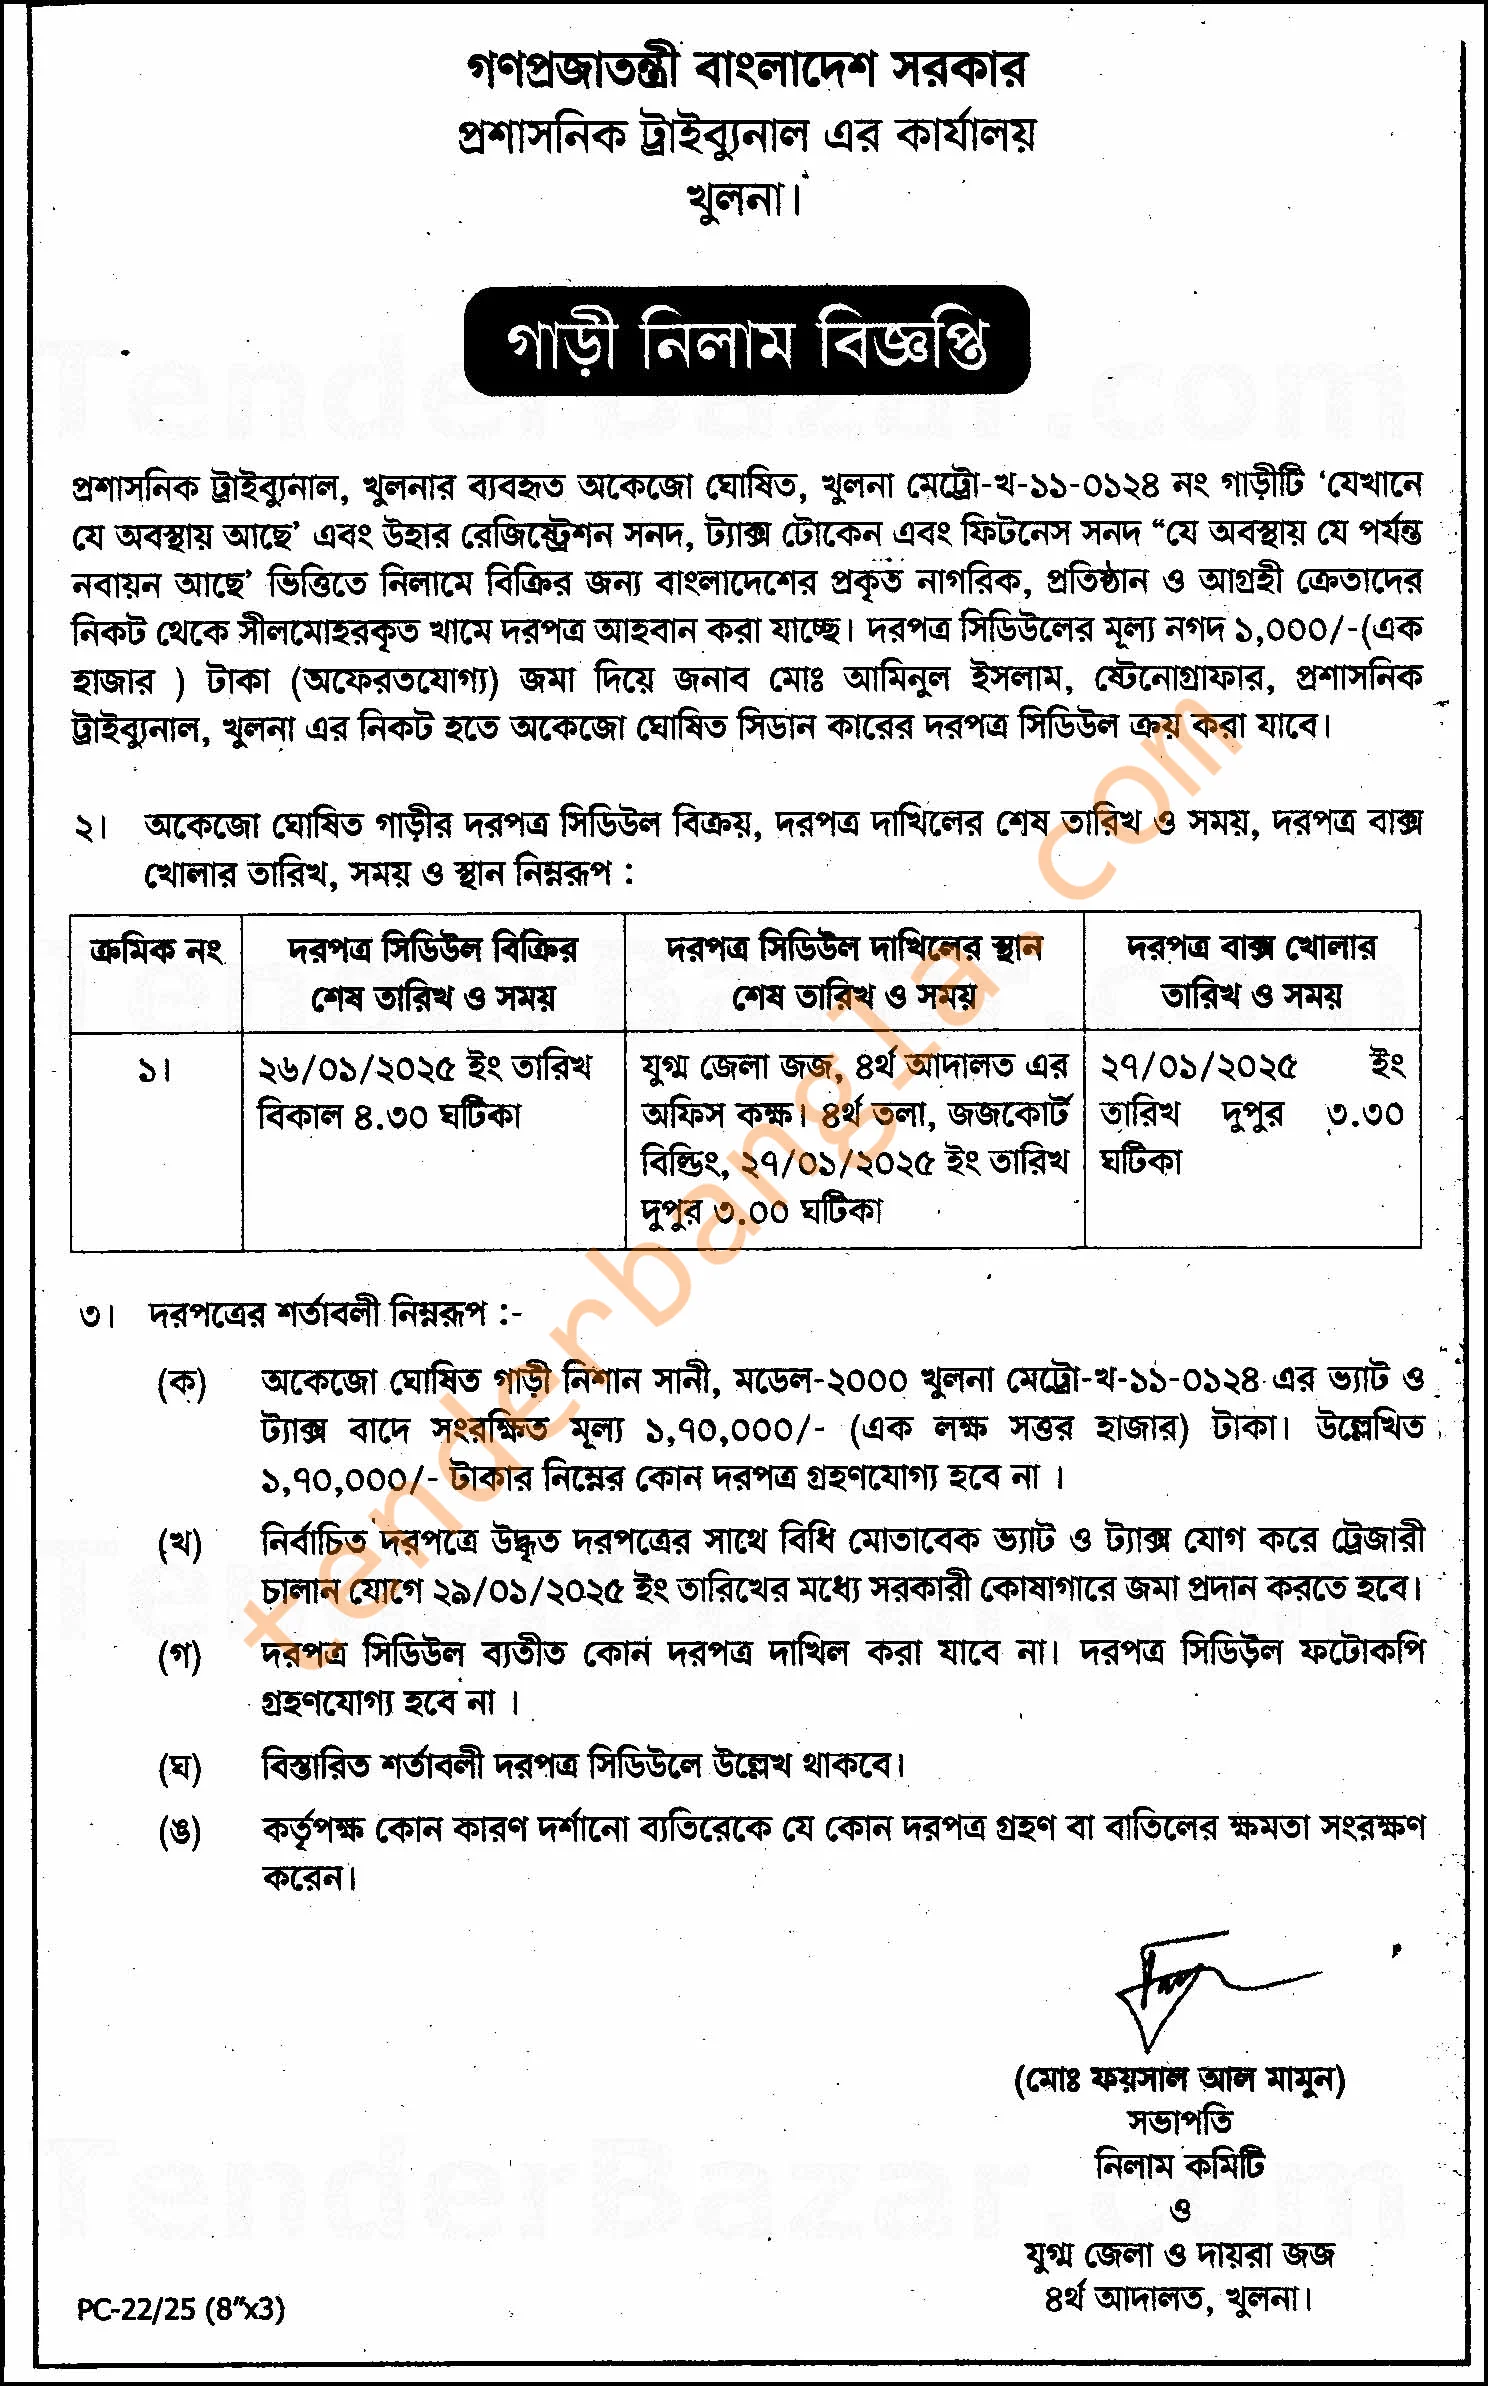 গণপ্রজাতন্ত্রী বাংলাদেশ সরকার
প্রশাসনিক ট্রাইব্যুনাল এর কার্যালয়
খুলনা।
গাড়ী নিলাম বিজ্ঞপ্তি
TenderBazar.com
প্রশাসনিক ট্রাইব্যুনাল, খুলনার ব্যবহৃত অকেজো ঘোষিত, খুলনা মেট্রো-খ-১১-০১২৪ নং গাড়ীটি ‘যেখানে
যে অবস্থায় আছে’ এবং উহার রেজিষ্ট্রেশন সনদ, ট্যাক্স টোকেন এবং ফিটনেস সনদ “যে অবস্থায় যে পর্যন্ত
নবায়ন আছে’ ভিত্তিতে নিলামে বিক্রির জন্য বাংলাদেশের প্রকৃত নাগরিক, প্রতিষ্ঠান ও আগ্রহী ক্রেতাদের
নিকট থেকে সীলমোহরকৃত খামে দরপত্র আহবান করা যাচ্ছে। দরপত্র সিডিউলের মূল্য নগদ ১,০০০/-(এক
হাজার ) টাকা (অফেরতযোগ্য) জমা দিয়ে জনাব মোঃ আমিনুল ইসলাম, ষ্টেনোগ্রাফার, প্রশাসনিক
ট্রাইব্যুনাল, খুলনা এর নিকট হতে অকেজো ঘোষিত সিডান কারের দরপত্র সিডিউল ক্রয় করা যাবে।
২। অকেজো ঘোষিত গাড়ীর দরপত্র সিডিউল বিক্রয়, দরপত্র দাখিলের শেষ তারিখ ও সময়, দরপত্র বাক্স
খোলার তারিখ, সময় ও স্থান নিম্নরূপ :
ক্রমিক নং
দরপত্র সিডিউল বিক্রির
শেষ তারিখ ও সময়
দরপত্র সিডিউল দাখিলের স্থান
শেষ তারিখ ও সময়
দরপত্র বাক্স খোলার
তারিখ ও সময়
১।
২৬/০১/২০২৫ ইং তারিখ
বিকাল ৪.৩০ ঘটিকা
যুগ্ম জেলা জজ, ৪র্থ আদালত এর
অফিস কক্ষ। ৪র্থ তলা, জজকোর্ট
বিল্ডিং, ২৭/০১/২০২৫ ইং তারিখ
দুপুর ৩.০০ ঘটিকা
২৭/০১/২০২৫ ইং
তারিখ দুপুর ৩.৩০
ঘটিকা
৩। দরপত্রের শর্তাবলী নিম্নরূপ :-
(ক) অকেজো ঘোষিত গাড়ী নিশান সানী, মডেল-২০০০ খুলনা মেট্রো-খ-১১-০১২৪ এর ভ্যাট ও
ট্যাক্স বাদে সংরক্ষিত মূল্য ১,৭০,০০০/- (এক লক্ষ সত্তর হাজার) টাকা। উল্লেখিত
১,৭০,০০০/- টাকার নিম্নের কোন দরপত্র গ্রহণযোগ্য হবে না ।
(খ) নির্বাচিত দরপত্রে উদ্ধৃত দরপত্রের সাথে বিধি মোতাবেক ভ্যাট ও ট্যাক্স যোগ করে ট্রেজারী
চালান যোগে ২৯/০১/২০২৫ ইং তারিখের মধ্যে সরকারী কোষাগারে জমা প্রদান করতে হবে।
(গ) দরপত্র সিডিউল ব্যতীত কোন দরপত্র দাখিল করা যাবে না। দরপত্র সিডিউল ফটোকপি
গ্রহণযোগ্য হবে না ।
(ঘ) বিস্তারিত শর্তাবলী দরপত্র সিডিউলে উল্লেখ থাকবে।
(ঙ) কর্তৃপক্ষ কোন কারণ দর্শানো ব্যতিরেকে যে কোন দরপত্র গ্রহণ বা বাতিলের ক্ষমতা সংরক্ষণ
করেন।
tenderbangla.com
(মোঃ ফয়সাল আল মামুন)
সভাপতি
নিলাম কমিটি
ও
যুগ্ম জেলা ও দায়রা জজ
৪র্থ আদালত, খুলনা।
TenderBazar.com
PC-22/25 (8"x3)